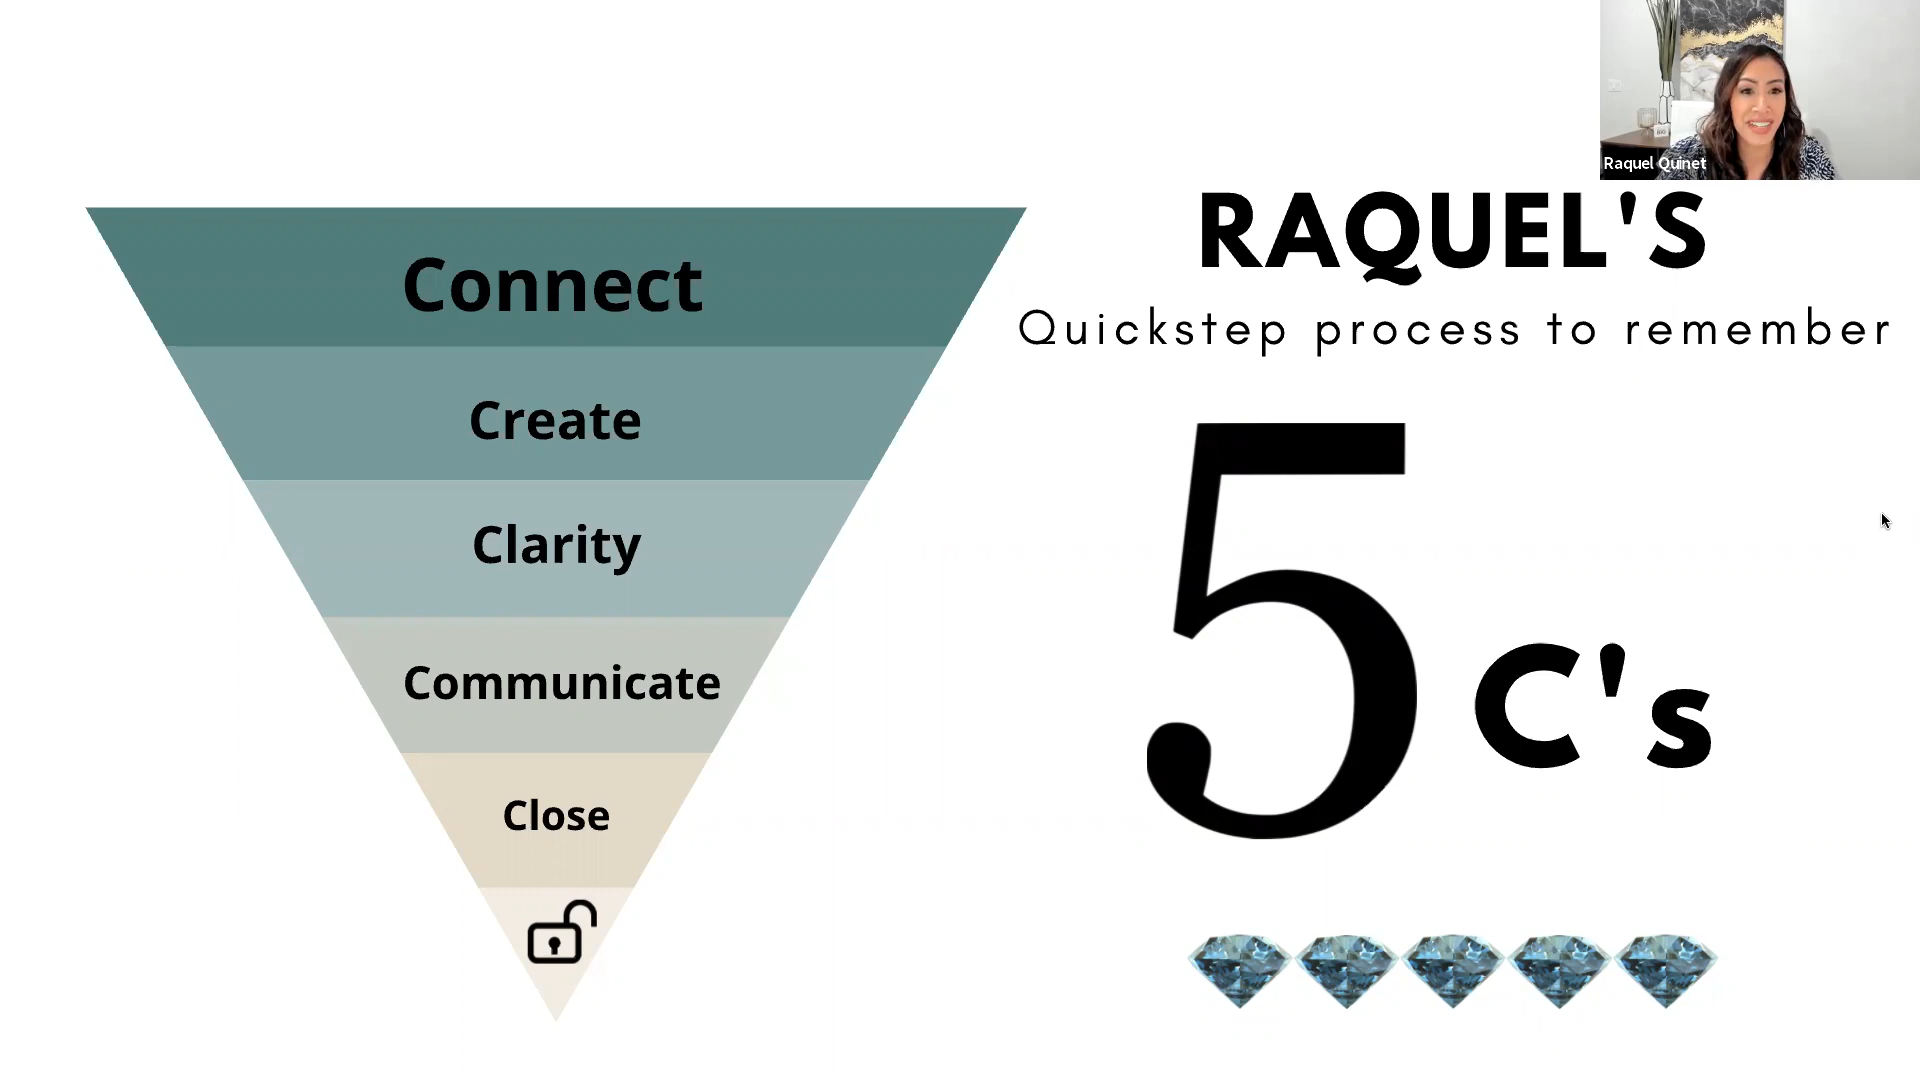 Raquel Quinet
RAQUEL'S
Quickstep process to remember
5 C's
Connect
Create
Clarity
Communicate
Close